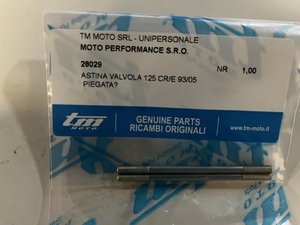 TM MOTO SRL - UNIPERSONALE
MOTO PERFORMANCE S.R.O.
28029 NR 1,00
ASTINA VALVOLA 125 CR/E 93/05
PIEGATA?
tm
MOTO
GENUINE PARTS
RICAMBI ORIGINALI
www.tm-moto.it